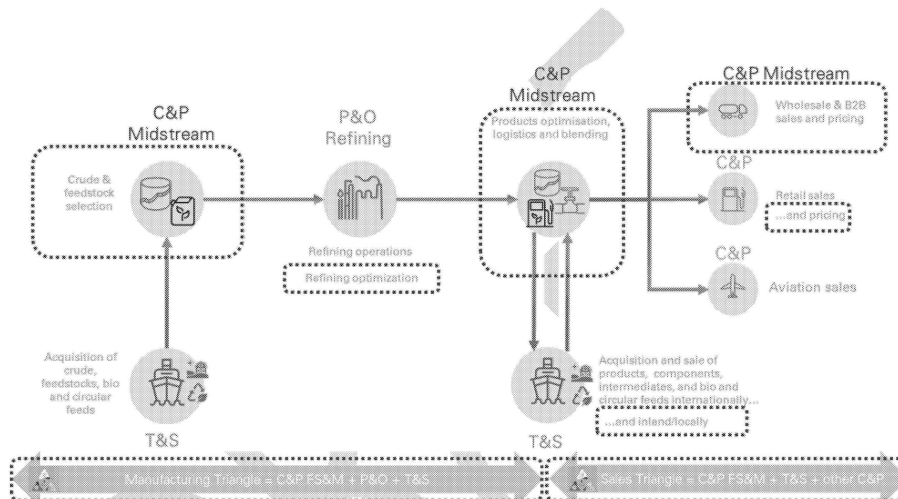 C&P
Midstream
Crude &
feedstock
selection
P&O
Refining
Refining operations
Refining optimization
C&P
Midstream
Products optimisation,
logistics and blending
C&P Midstream
Wholesale & B2B
sales and pricing
C&P
Retail sales
...and pricing
C&P
Aviation sales
Acquisition of
crude,
feedstocks, bio
and circular
feeds
T&S
Acquisition and sale of
products, components,
intermediates, and bio and
circular feeds internationally...
...and inlend/locally
T&S
Manufacturing Triangle = C&P FS&M + P&O + T&S
Sales Triangle = C&P FS&M + T&S + other C&P